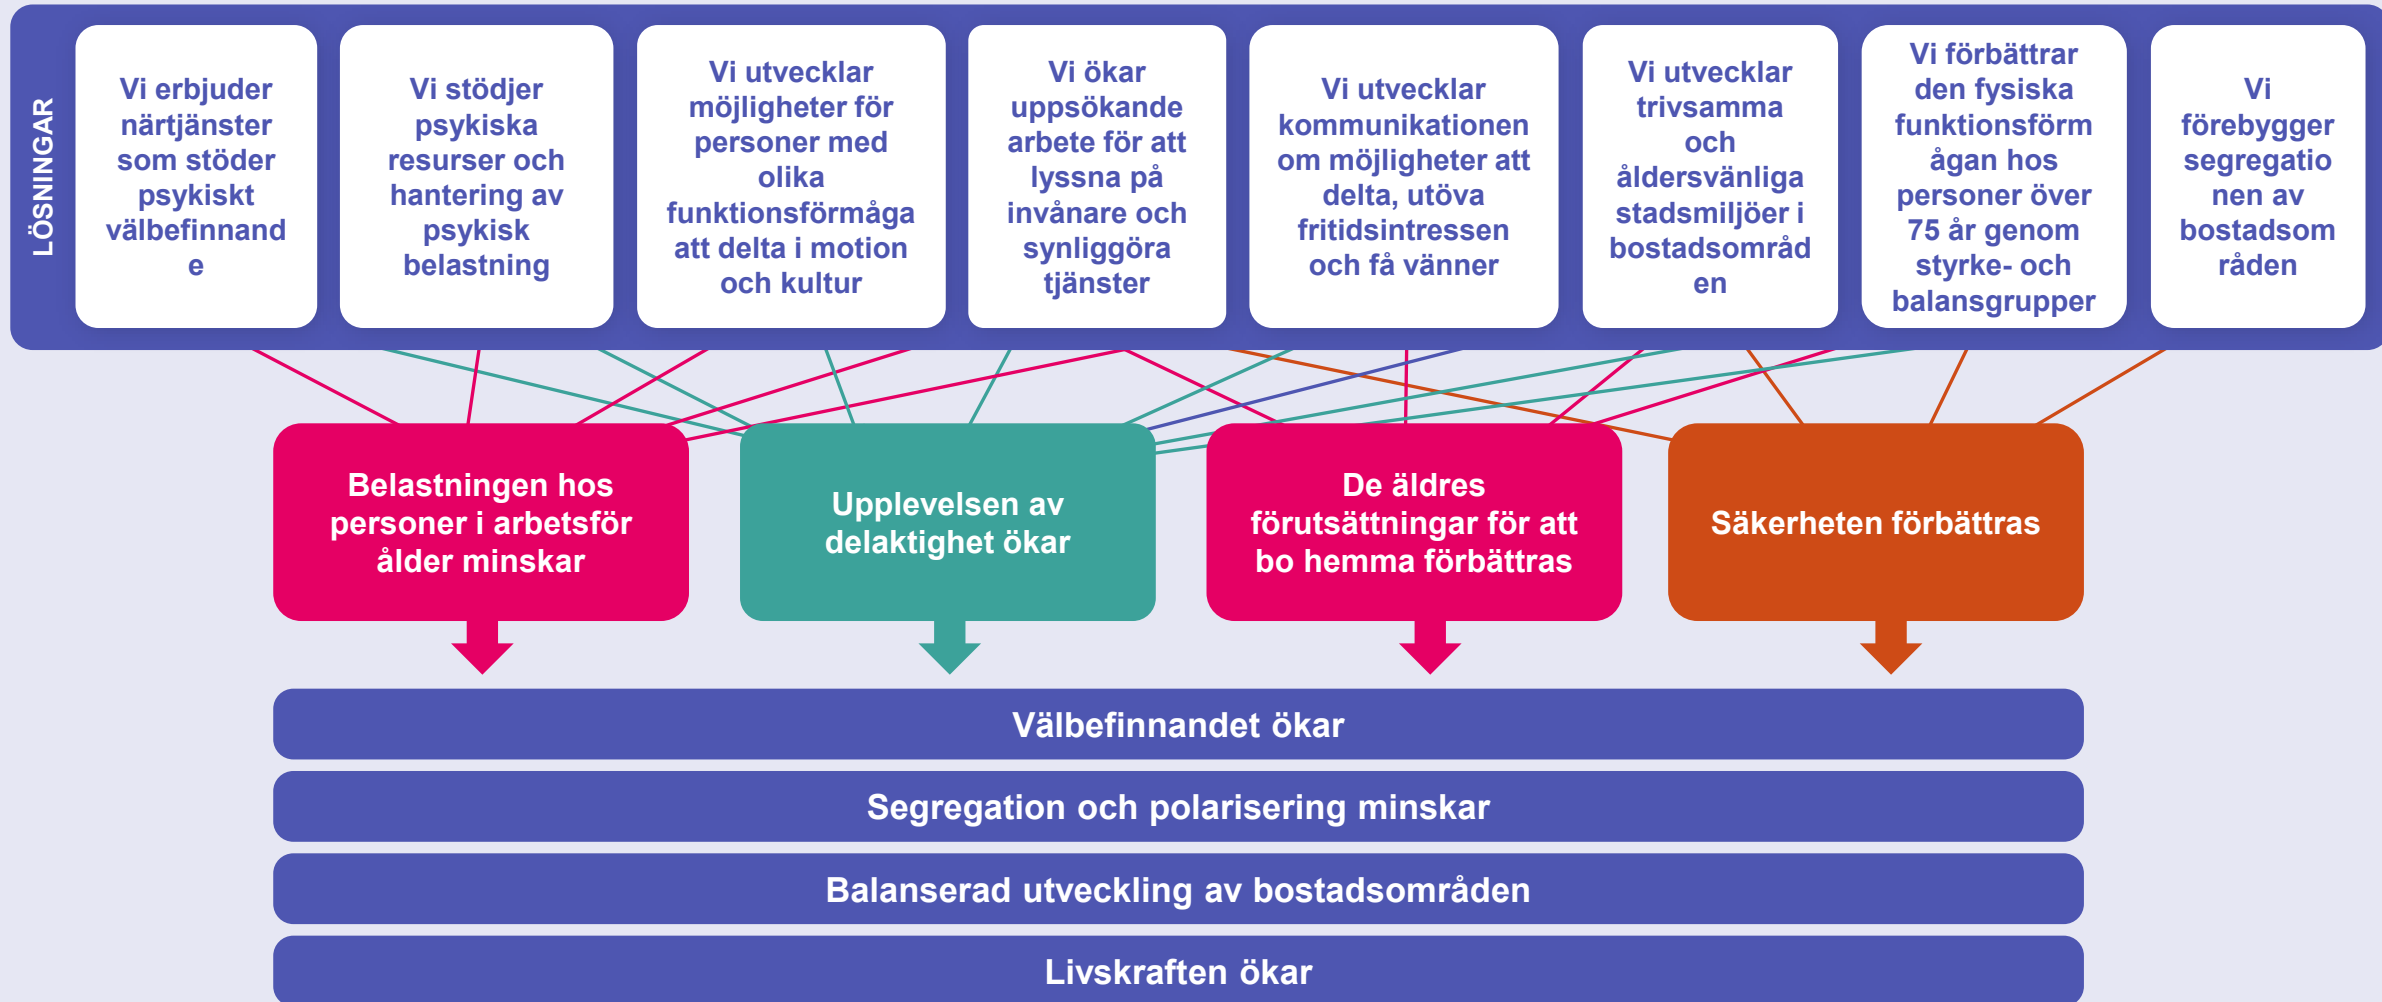 LÖSNINGAR
Vi erbjuder
närtjänster
som stöder
psykiskt
välbefinnand
e
Vi stödjer
psykiska
resurser och
hantering av
psykisk
belastning
Vi utvecklar
möjligheter för
personer med
olika
funktionsförmåga
att delta i motion
och kultur
Vi ökar
uppsökande
arbete för att
lyssna på
invånare och
synliggöra
tjänster
Vi utvecklar
kommunikationen
om möjligheter att
delta, utöva
fritidsintressen
och få vänner
Vi utvecklar
trivsamma
och
åldersvänliga
stadsmiljöer i
bostadsområd
en
Vi förbättrar
den fysiska
funktionsförm
ågan hos
personer över
75 år genom
styrke- och
balansgrupper
Vi
förebygger
segregatio
nen av
bostadsom
råden
Belastningen hos
personer i arbetsför
ålder minskar
Upplevelsen av
delaktighet ökar
De äldres
förutsättningar för att
bo hemma förbättras
Säkerheten förbättras
Välbefinnandet ökar
Segregation och polarisering minskar
Balanserad utveckling av bostadsområden
Livskraften ökar